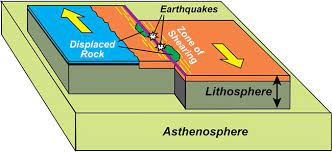 Earthquakes
Displaced
Rock
Zone of
Shearing
Lithosphere
Asthenosphere